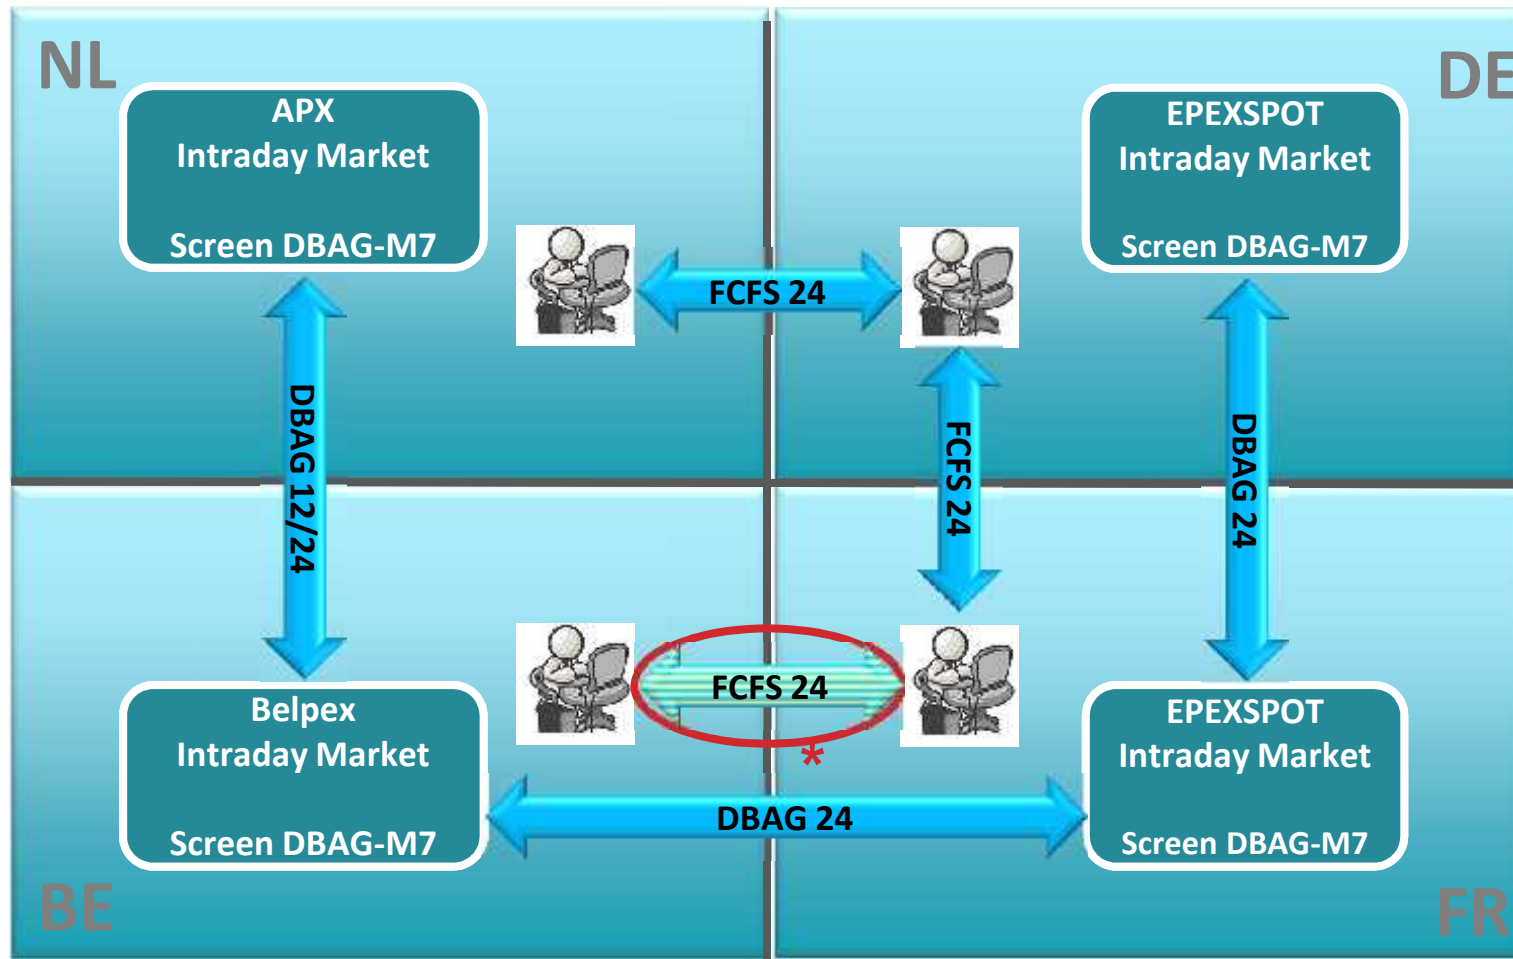 NL
APX
Intraday Market
Screen DBAG-M7
DE
EPEXSPOT
Intraday Market
Screen DBAG-M7
FCFS 24
DBAG 12/24
FCFS 24
DBAG 24
BE
Belpex
Intraday Market
Screen DBAG-M7
FCFS 24
*
DBAG 24
EPEXSPOT
Intraday Market
Screen DBAG-M7
FR